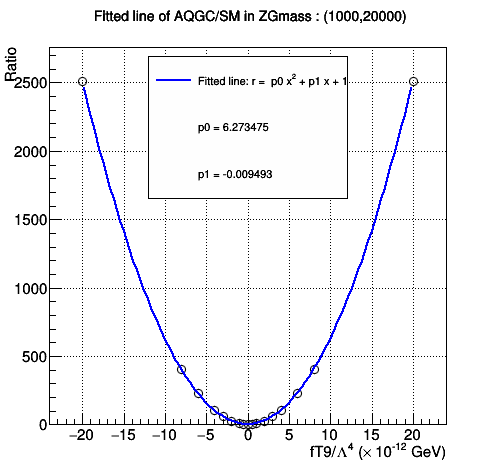 FItted line of AQGC/SM in ZGmass : (1000,20000)
Ratio
Fitted line: r = p0 x² + p1 x + 1
p0 = 6.273475
p1 = -0.009493
2500
2000
1500
1000
500
0
−20 −15 −10 −5 0 5 10 15 20
fT9/Λ⁴ (× 10⁻¹² GeV)